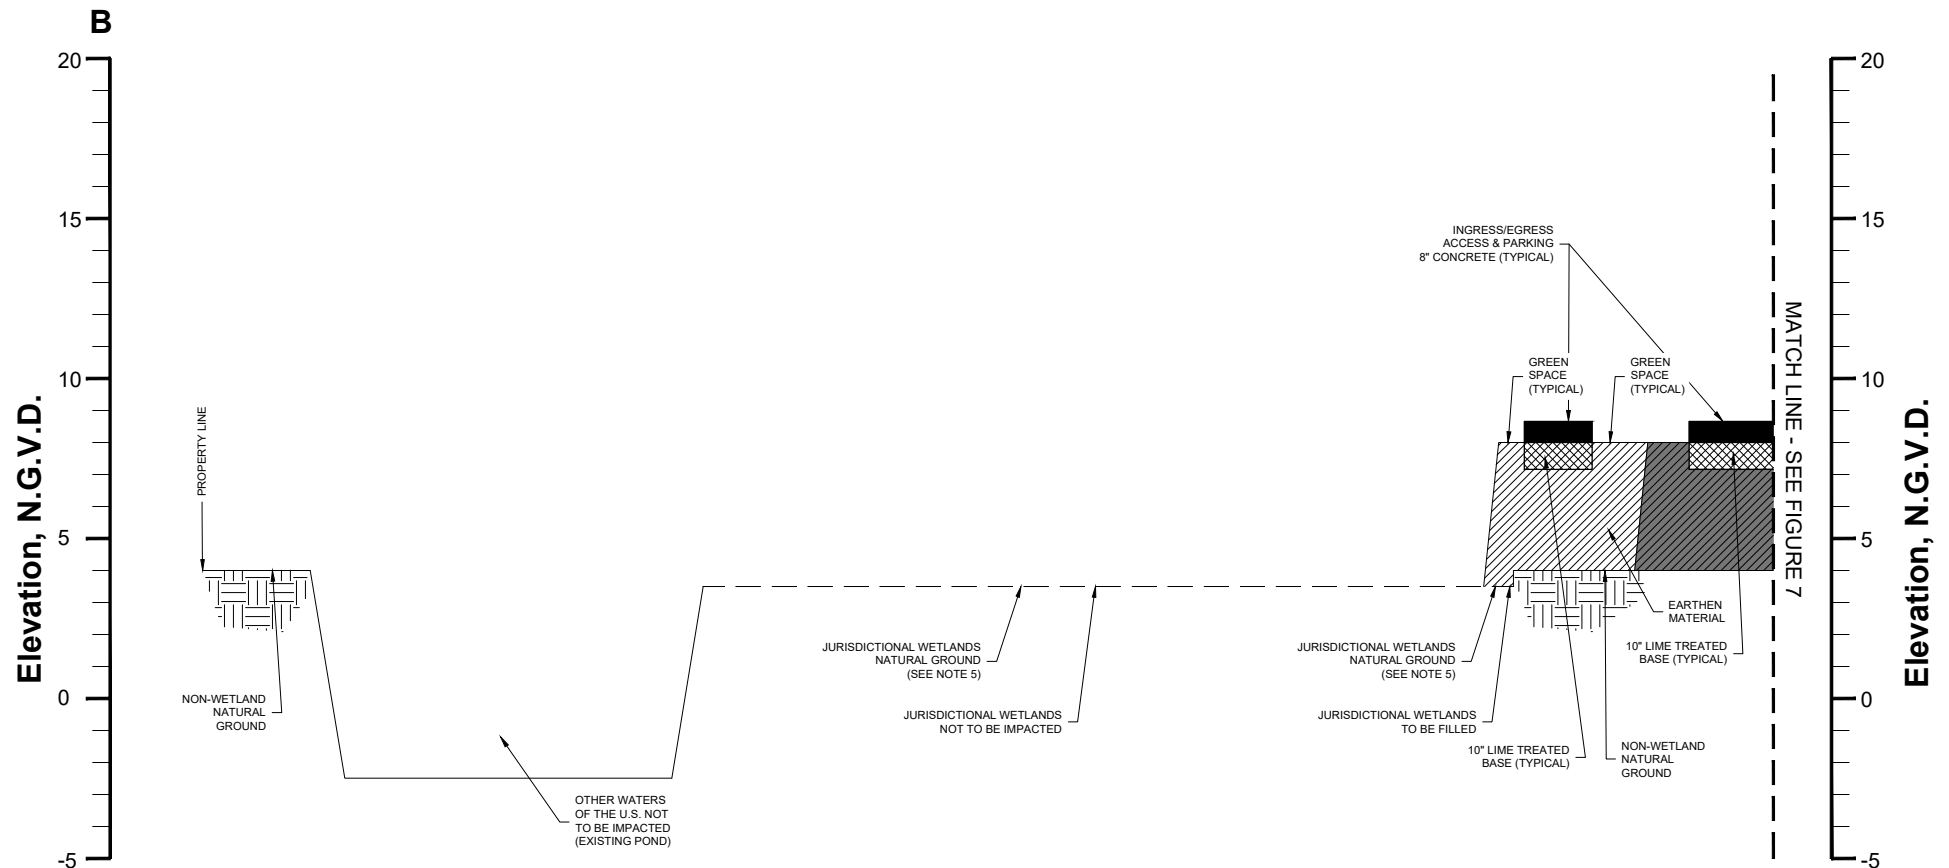 B
20
15
10
5
0
-5
Elevation, N.G.V.D.
PROPERTY LINE
NON-WETLAND
NATURAL
GROUND
OTHER WATERS
OF THE U.S. NOT
TO BE IMPACTED
(EXISTING POND)
JURISDICTIONAL WETLANDS
NATURAL GROUND
(SEE NOTE 5)
JURISDICTIONAL WETLANDS
NOT TO BE IMPACTED
JURISDICTIONAL WETLANDS
NATURAL GROUND
(SEE NOTE 5)
JURISDICTIONAL WETLANDS
TO BE FILLED
10" LIME TREATED
BASE (TYPICAL)
NON-WETLAND
NATURAL
GROUND
INGRESS/EGRESS
ACCESS & PARKING
8" CONCRETE (TYPICAL)
GREEN
SPACE
(TYPICAL)
GREEN
SPACE
(TYPICAL)
EARTHEN
MATERIAL
10" LIME TREATED
BASE (TYPICAL)
MATCH LINE - SEE FIGURE 7
20
15
10
5
0
-5
Elevation, N.G.V.D.